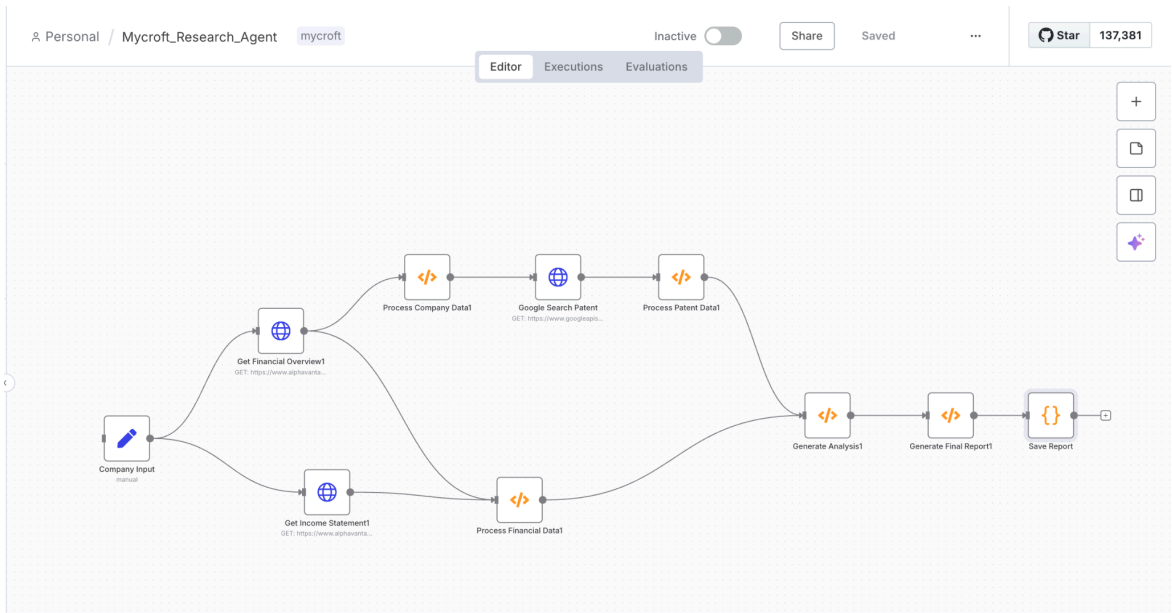 Personal / Mycroft_Research_Agent mycroft
Inactive
Share
Saved
...
Star 137,381
Editor Executions Evaluations
Process Company Data1
Google Search Patent
GET: https://www.googleapis...
Process Patent Data1
Get Financial Overview1
GET: https://www.alphavanta...
Company Input
manual
Generate Analysis1
Generate Final Report1
Save Report
Get Income Statement1
GET: https://www.alphavanta...
Process Financial Data1